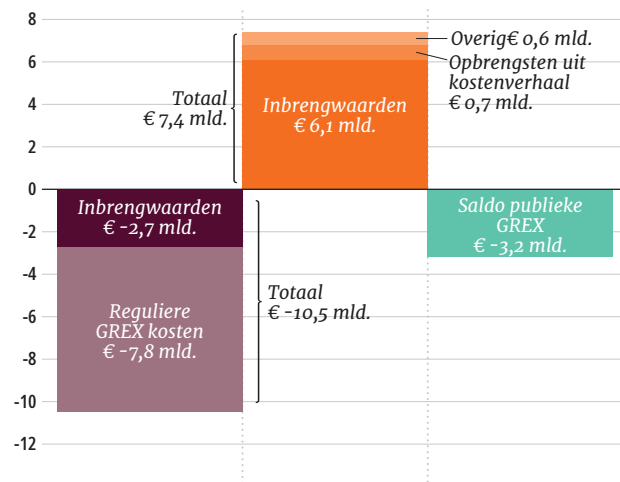 8
6
4
2
0
-2
-4
-6
-8
-10
-12
Inbrengwaarden
€ -2,7 mld.
Reguliere
GREX kosten
€ -7,8 mld.
Totaal
€ -10,5 mld.
Totaal
€ 7,4 mld.
Inbrengwaarden
€ 6,1 mld.
Overig€ 0,6 mld.
Opbrengsten uit
kostenverhaal
€ 0,7 mld.
Saldo publieke
GREX
€ -3,2 mld.